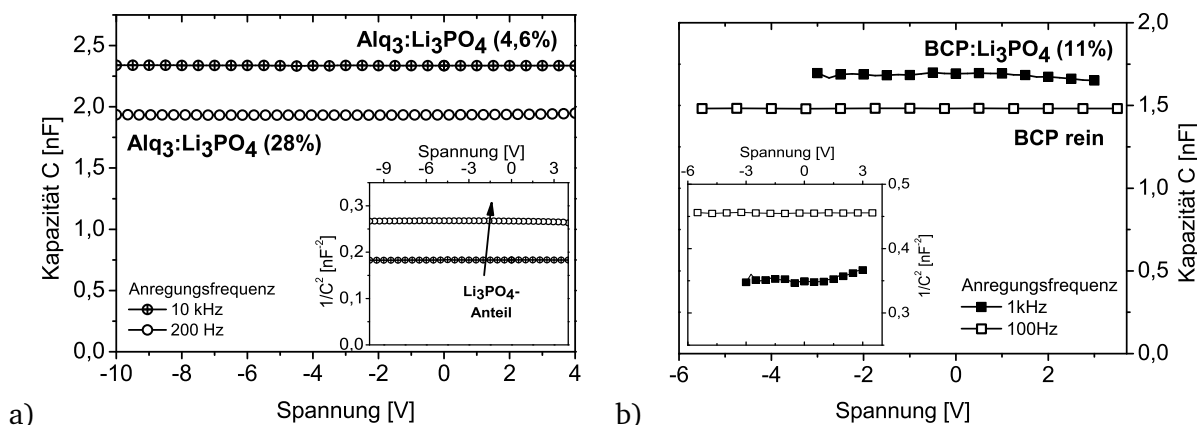 Alq3:Li3PO4 (4,6%)
2,5
2,0
1,5
1,0
0,5
0,0
Kapazität C [nF]
Alq3:Li3PO4 (28%)
Spannung [V]
-9 -6 -3 0 3
0,3
0,2
0,1
0,0
1/C2 [nF-2]
Li3PO4-
Anteil
Anregungsfrequenz
10 kHz
200 Hz
-10 -8 -6 -4 -2 0 2 4
Spannung [V]
a)
BCP:Li3PO4 (11%)
BCP rein
2,0
1,5
1,0
0,5
0,0
Kapazität C [nF]
Spannung [V]
-6 -3 0 3
0,5
0,4
0,3
1/C2 [nF-2]
Anregungsfrequenz
1kHz
100Hz
-6 -4 -2 0 2
Spannung [V]
b)